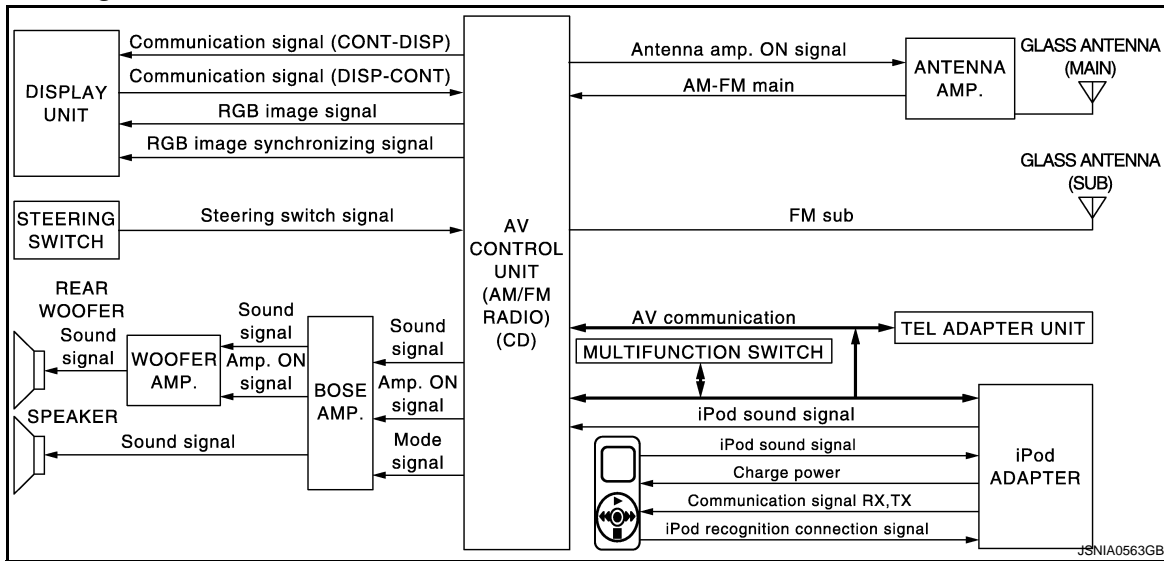 Communication signal (CONT-DISP)
Communication signal (DISP-CONT)
DISPLAY
UNIT
RGB image signal
RGB image synchronizing signal
STEERING
SWITCH
Steering switch signal
REAR
WOOFER
Sound
signal
WOOFER
AMP.
Sound
signal
Amp. ON
signal
BOSE
AMP.
Sound
signal
Amp. ON
signal
Mode
signal
SPEAKER
Sound signal
AV
CONTROL
UNIT
(AM/FM
RADIO)
(CD)
Antenna amp. ON signal
AM-FM main
ANTENNA
AMP.
GLASS ANTENNA
(MAIN)
GLASS ANTENNA
(SUB)
FM sub
AV communication
TEL ADAPTER UNIT
MULTIFUNCTION SWITCH
iPod sound signal
iPod sound signal
Charge power
Communication signal RX,TX
iPod recognition connection signal
iPod
ADAPTER
JSNIA0563GB